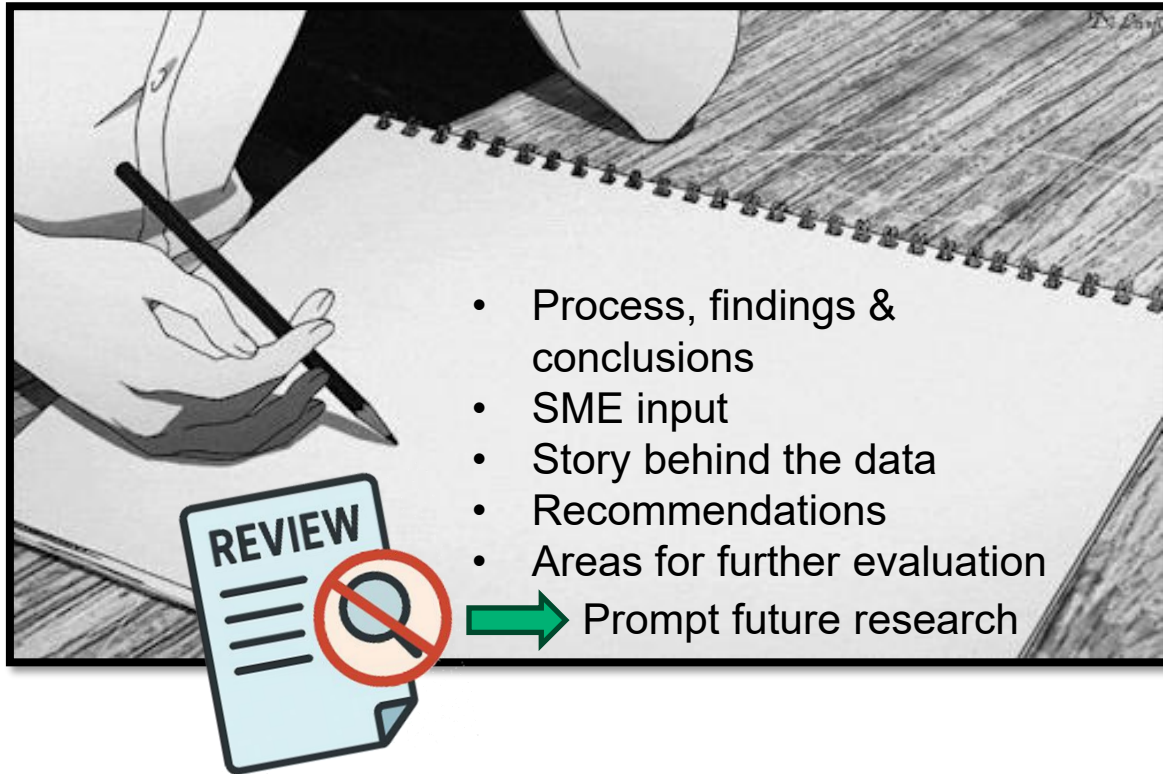 • Process, findings &
conclusions
• SME input
• Story behind the data
• Recommendations
• Areas for further evaluation
REVIEW
Prompt future research